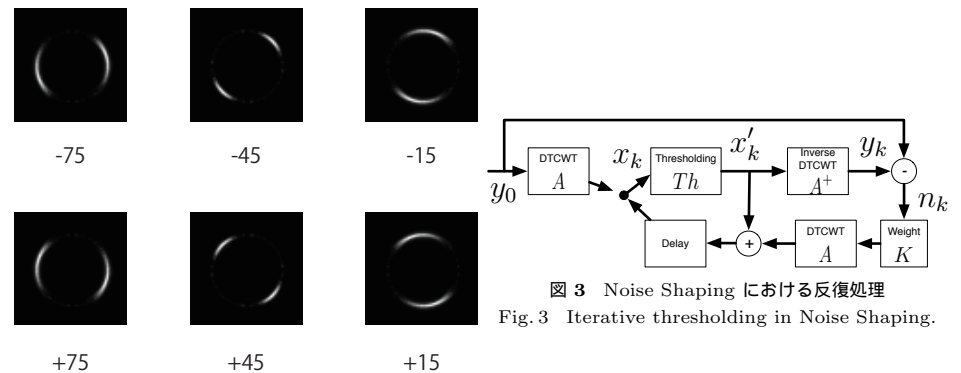 -75
-45
-15
+75
+45
+15
y_0
DTCWT
A
x_k
Thresholding
Th
x'_k
Inverse
DTCWT
A^+
y_k
-
n_k
Delay
+
DTCWT
A
Weight
K
図 3 Noise Shaping における反復処理
Fig. 3 Iterative thresholding in Noise Shaping.